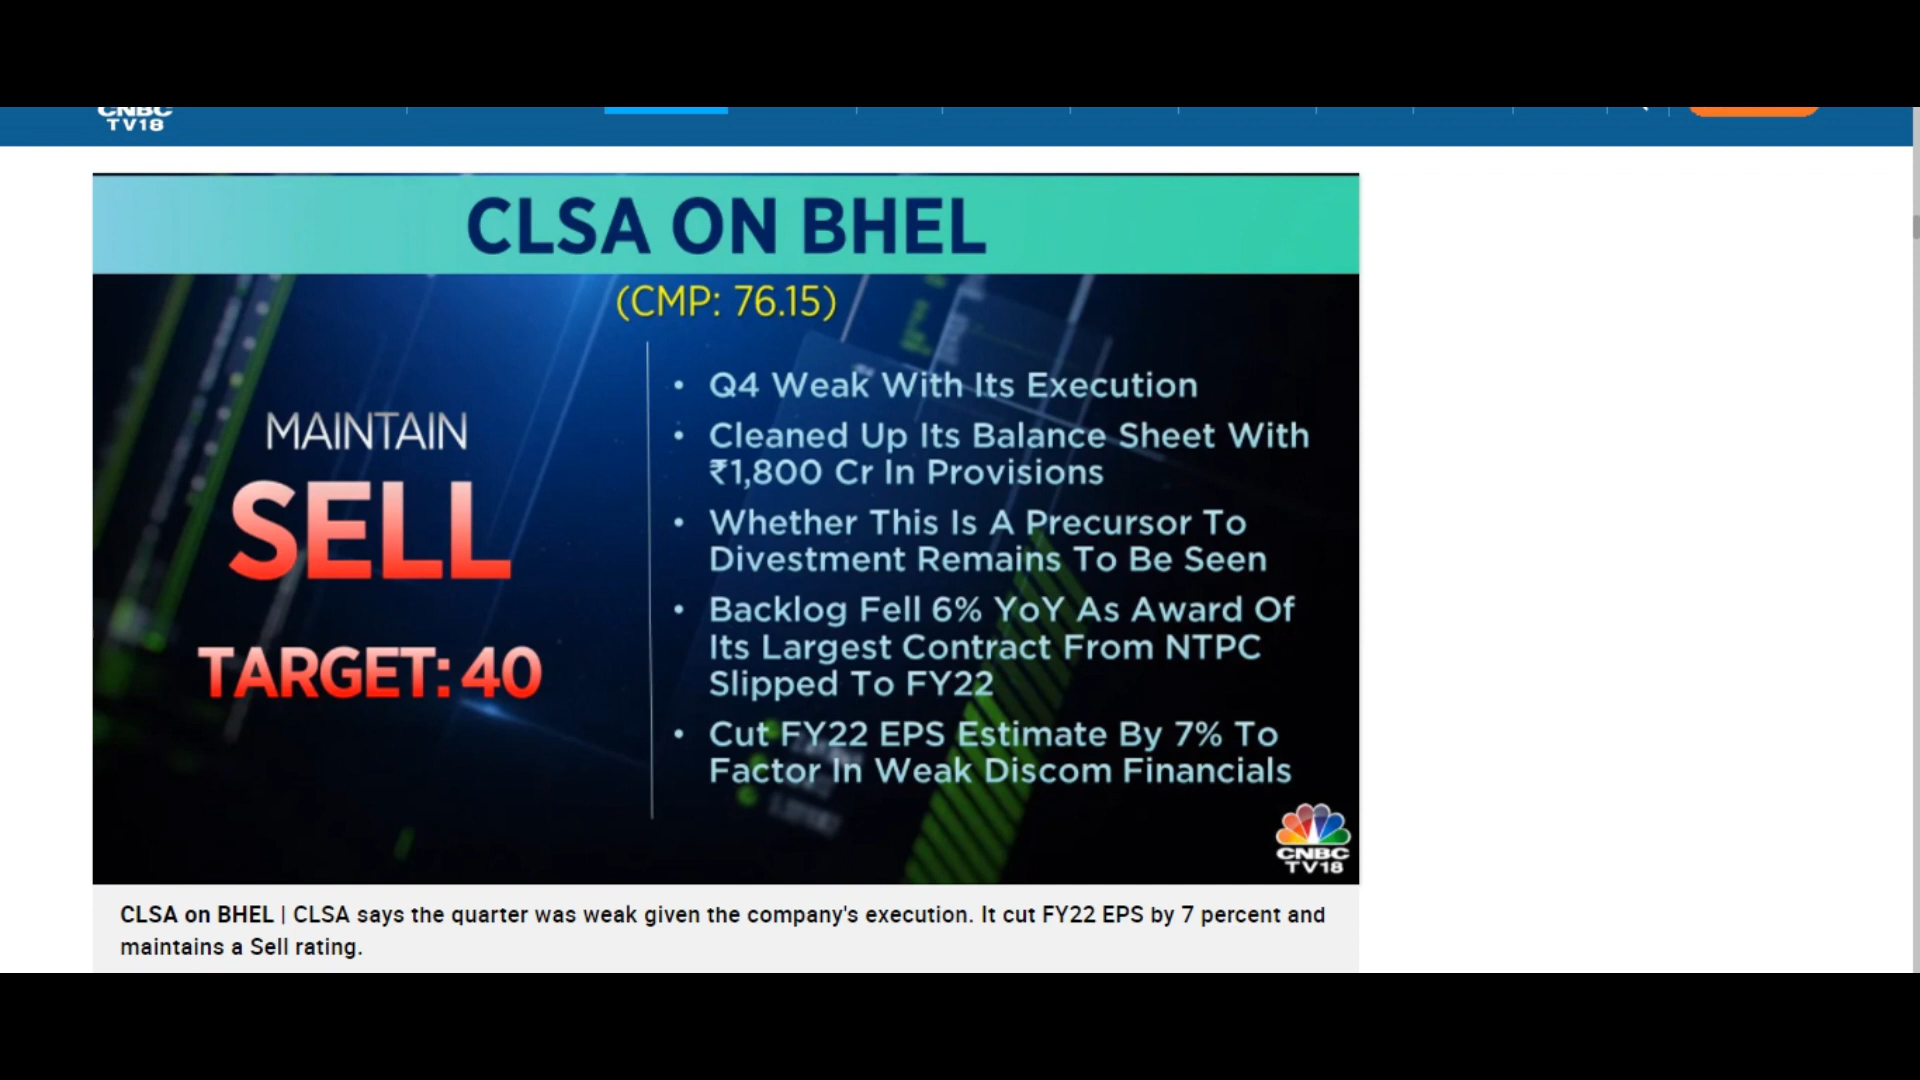 CNBC
TV18
CLSA ON BHEL
(CMP: 76.15)
MAINTAIN
SELL
TARGET: 40
• Q4 Weak With Its Execution
• Cleaned Up Its Balance Sheet With
₹1,800 Cr In Provisions
• Whether This Is A Precursor To
Divestment Remains To Be Seen
• Backlog Fell 6% YoY As Award Of
Its Largest Contract From NTPC
Slipped To FY22
• Cut FY22 EPS Estimate By 7% To
Factor In Weak Discom Financials
CNBC
TV18
CLSA on BHEL | CLSA says the quarter was weak given the company's execution. It cut FY22 EPS by 7 percent and
maintains a Sell rating.